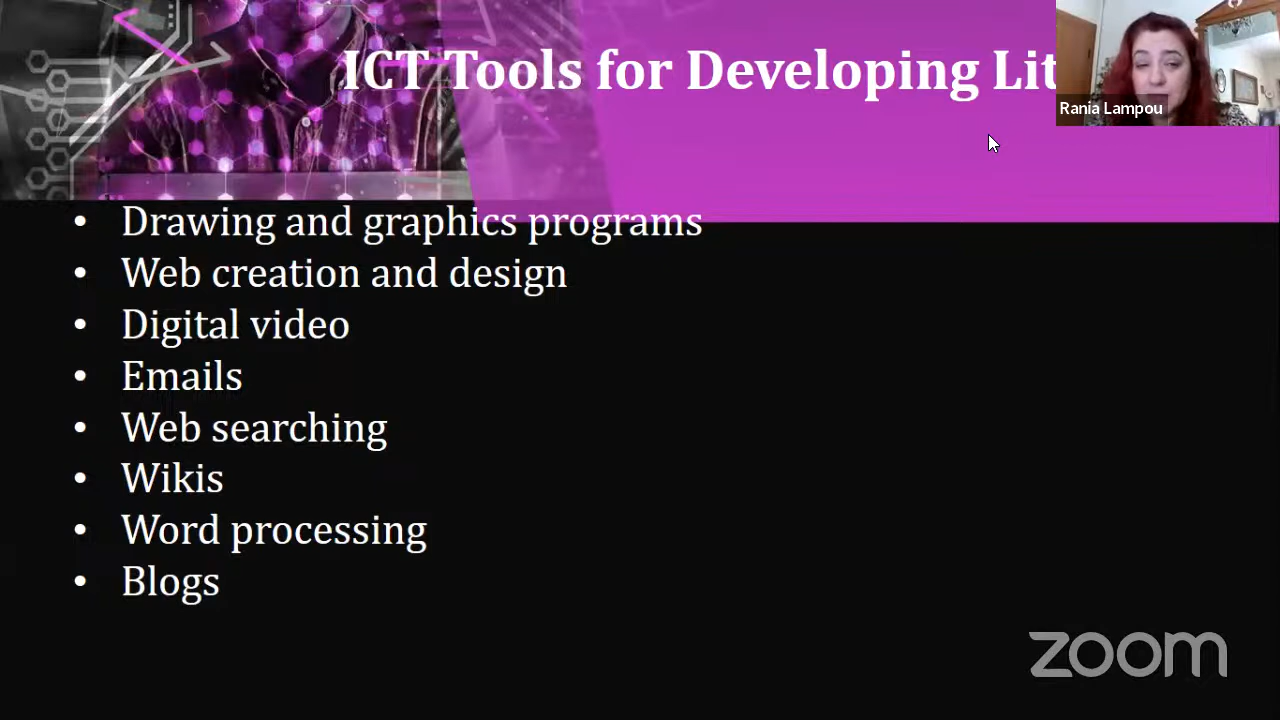 ICT Tools for Developing Lit
Rania Lampou
• Drawing and graphics programs
• Web creation and design
• Digital video
• Emails
• Web searching
• Wikis
• Word processing
• Blogs
zoom